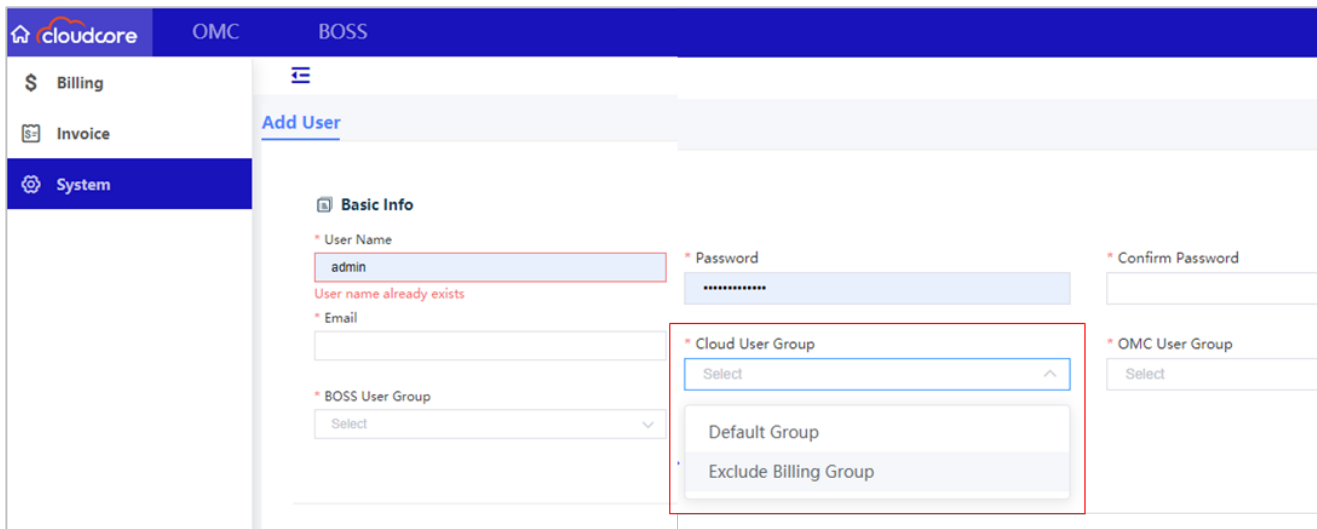 cloudcore OMC BOSS
Billing
Invoice
System
Add User
Basic Info
* User Name
admin
User name already exists
* Password
•••••••••••••
* Confirm Password
* Email
* Cloud User Group
Select
* OMC User Group
Select
* BOSS User Group
Select
Default Group
Exclude Billing Group